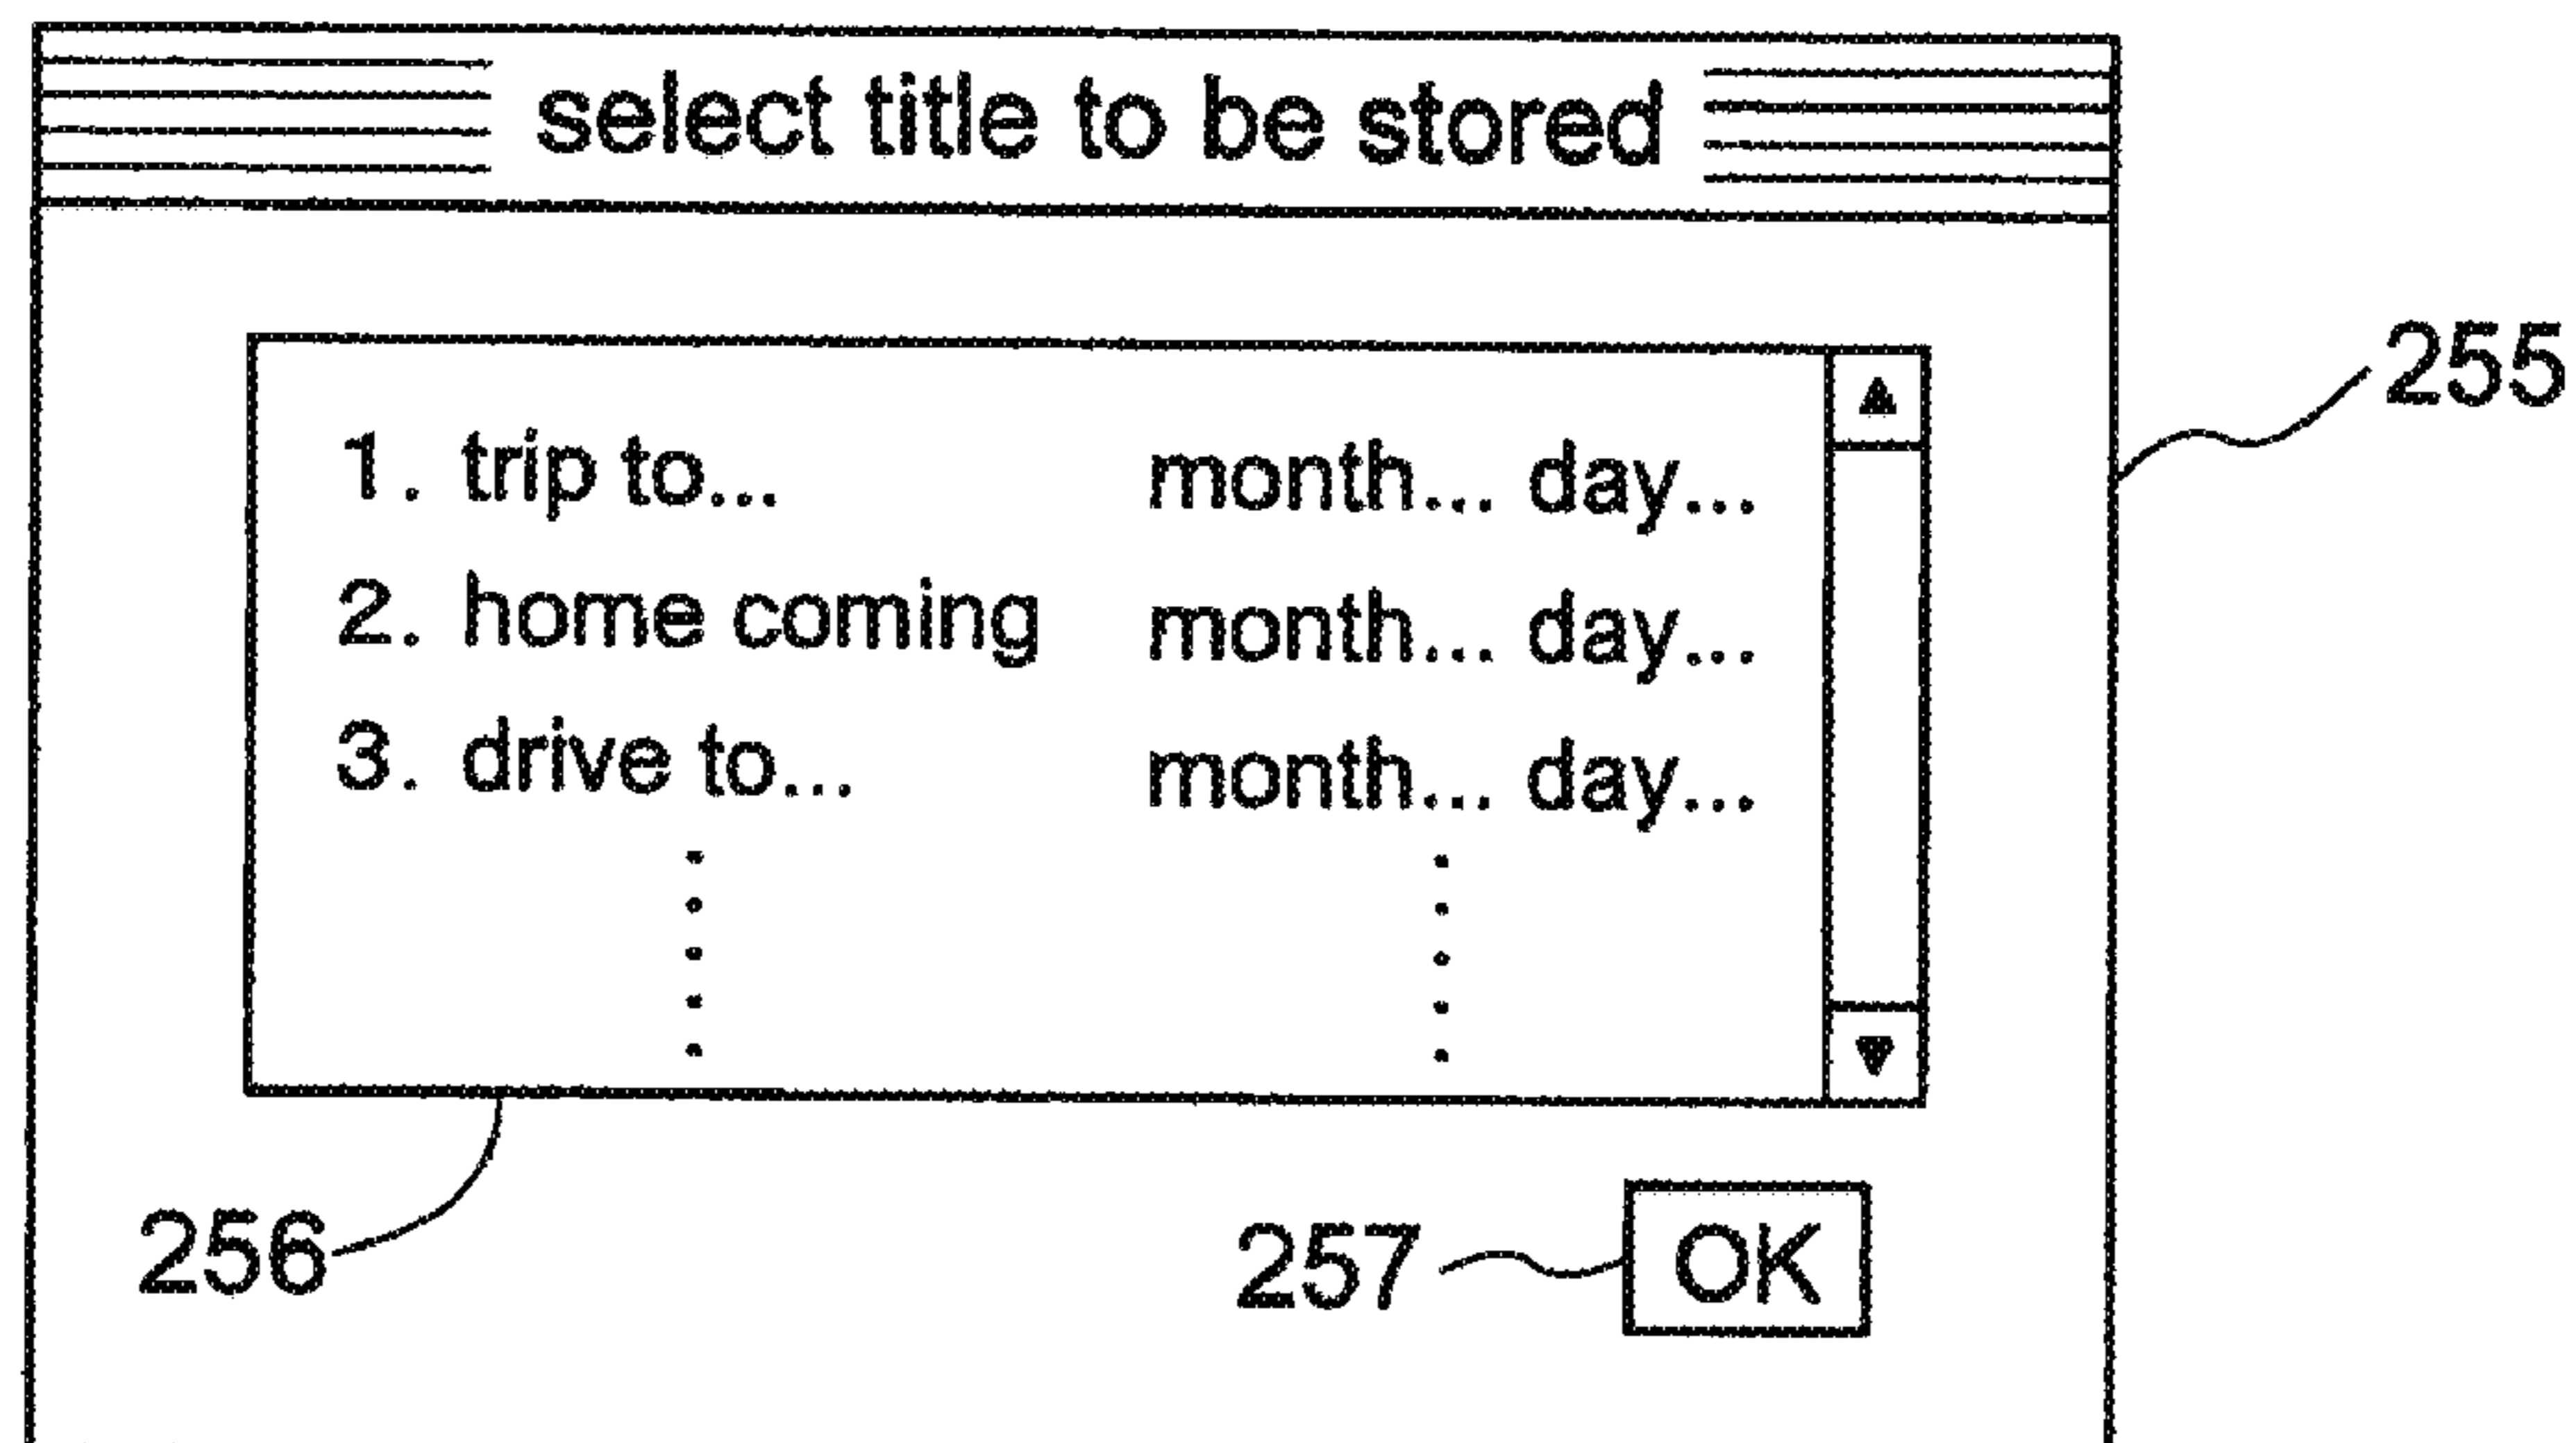 select title to be stored
255
1. trip to... month... day...
2. home coming month... day...
3. drive to... month... day...
256
257
OK